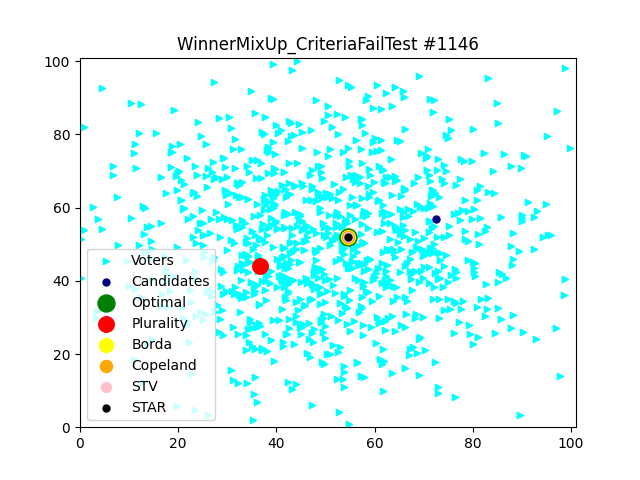 WinnerMixUp_CriteriaFailTest #1146
100
80
60
40
20
0
0 20 40 60 80 100
Voters
Candidates
Optimal
Plurality
Borda
Copeland
STV
STAR